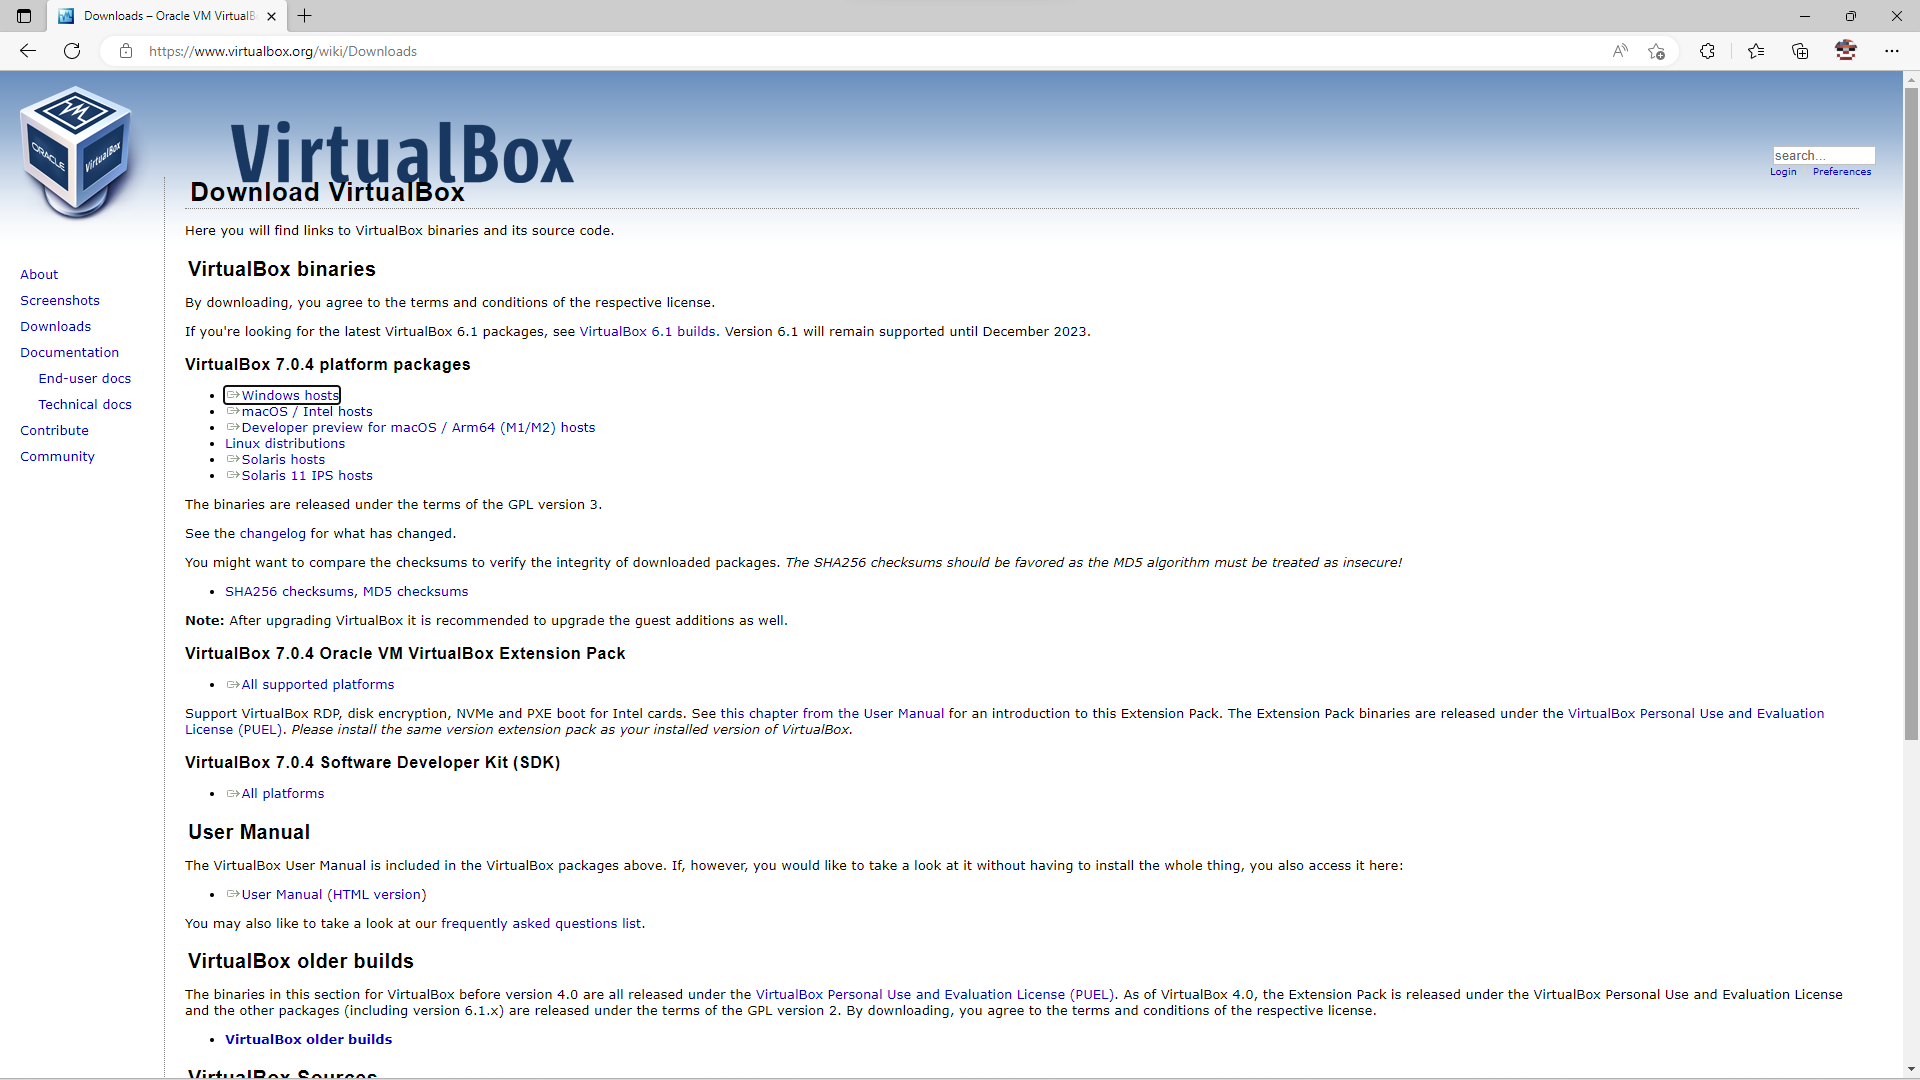 Downloads – Oracle VM VirtualB
https://www.virtualbox.org/wiki/Downloads
ORACLE
VirtualBox
VirtualBox
search...
Login Preferences
Download VirtualBox
Here you will find links to VirtualBox binaries and its source code.
About
Screenshots
Downloads
Documentation
End-user docs
Technical docs
Contribute
Community
VirtualBox binaries
By downloading, you agree to the terms and conditions of the respective license.
If you're looking for the latest VirtualBox 6.1 packages, see VirtualBox 6.1 builds. Version 6.1 will remain supported until December 2023.
VirtualBox 7.0.4 platform packages
• Windows hosts
• macOS / Intel hosts
• Developer preview for macOS / Arm64 (M1/M2) hosts
• Linux distributions
• Solaris hosts
• Solaris 11 IPS hosts
The binaries are released under the terms of the GPL version 3.
See the changelog for what has changed.
You might want to compare the checksums to verify the integrity of downloaded packages. The SHA256 checksums should be favored as the MD5 algorithm must be treated as insecure!
• SHA256 checksums, MD5 checksums
Note: After upgrading VirtualBox it is recommended to upgrade the guest additions as well.
VirtualBox 7.0.4 Oracle VM VirtualBox Extension Pack
• All supported platforms
Support VirtualBox RDP, disk encryption, NVMe and PXE boot for Intel cards. See this chapter from the User Manual for an introduction to this Extension Pack. The Extension Pack binaries are released under the VirtualBox Personal Use and Evaluation
License (PUEL). Please install the same version extension pack as your installed version of VirtualBox.
VirtualBox 7.0.4 Software Developer Kit (SDK)
• All platforms
User Manual
The VirtualBox User Manual is included in the VirtualBox packages above. If, however, you would like to take a look at it without having to install the whole thing, you also access it here:
• User Manual (HTML version)
You may also like to take a look at our frequently asked questions list.
VirtualBox older builds
The binaries in this section for VirtualBox before version 4.0 are all released under the VirtualBox Personal Use and Evaluation License (PUEL). As of VirtualBox 4.0, the Extension Pack is released under the VirtualBox Personal Use and Evaluation License
and the other packages (including version 6.1.x) are released under the terms of the GPL version 2. By downloading, you agree to the terms and conditions of the respective license.
• VirtualBox older builds
VirtualBox Sources